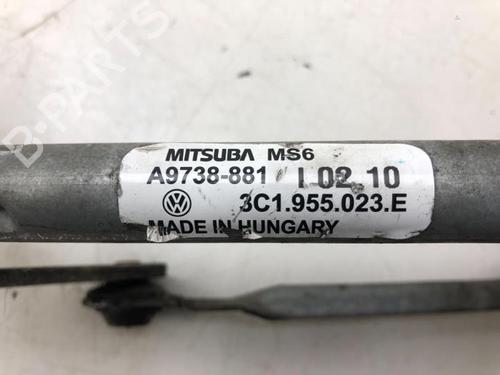 MITSUBA MS6
A9738-881 I 02 10
3C1.955.023.E
MADE IN HUNGARY
B-PARTS